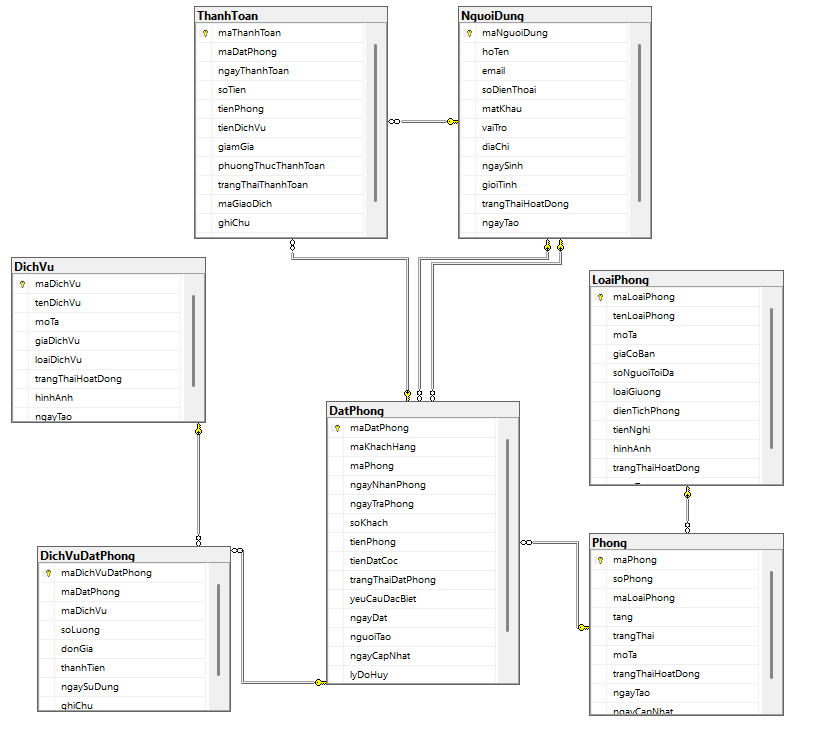 ThanhToan
maThanhToan
maDatPhong
ngayThanhToan
soTien
tienPhong
tienDichVu
giamGia
phuongThucThanhToan
trangThaiThanhToan
maGiaoDich
ghiChu
NguoiDung
maNguoiDung
hoTen
email
soDienThoai
matKhau
vaiTro
diaChi
ngaySinh
gioiTinh
trangThaiHoatDong
ngayTao
DichVu
maDichVu
tenDichVu
moTa
giaDichVu
loaiDichVu
trangThaiHoatDong
hinhAnh
ngayTao
LoaiPhong
maLoaiPhong
tenLoaiPhong
moTa
giaCoBan
soNguoiToiDa
loaiGiuong
dienTichPhong
tienNghi
hinhAnh
trangThaiHoatDong
DatPhong
maDatPhong
maKhachHang
maPhong
ngayNhanPhong
ngayTraPhong
soKhach
tienPhong
tienDatCoc
trangThaiDatPhong
yeuCauDacBiet
ngayDat
nguoiTao
ngayCapNhat
lyDoHuy
DichVuDatPhong
maDichVuDatPhong
maDatPhong
maDichVu
soLuong
donGia
thanhTien
ngaySuDung
ghiChu
Phong
maPhong
soPhong
maLoaiPhong
tang
trangThai
moTa
trangThaiHoatDong
ngayTao
ngayCapNhat